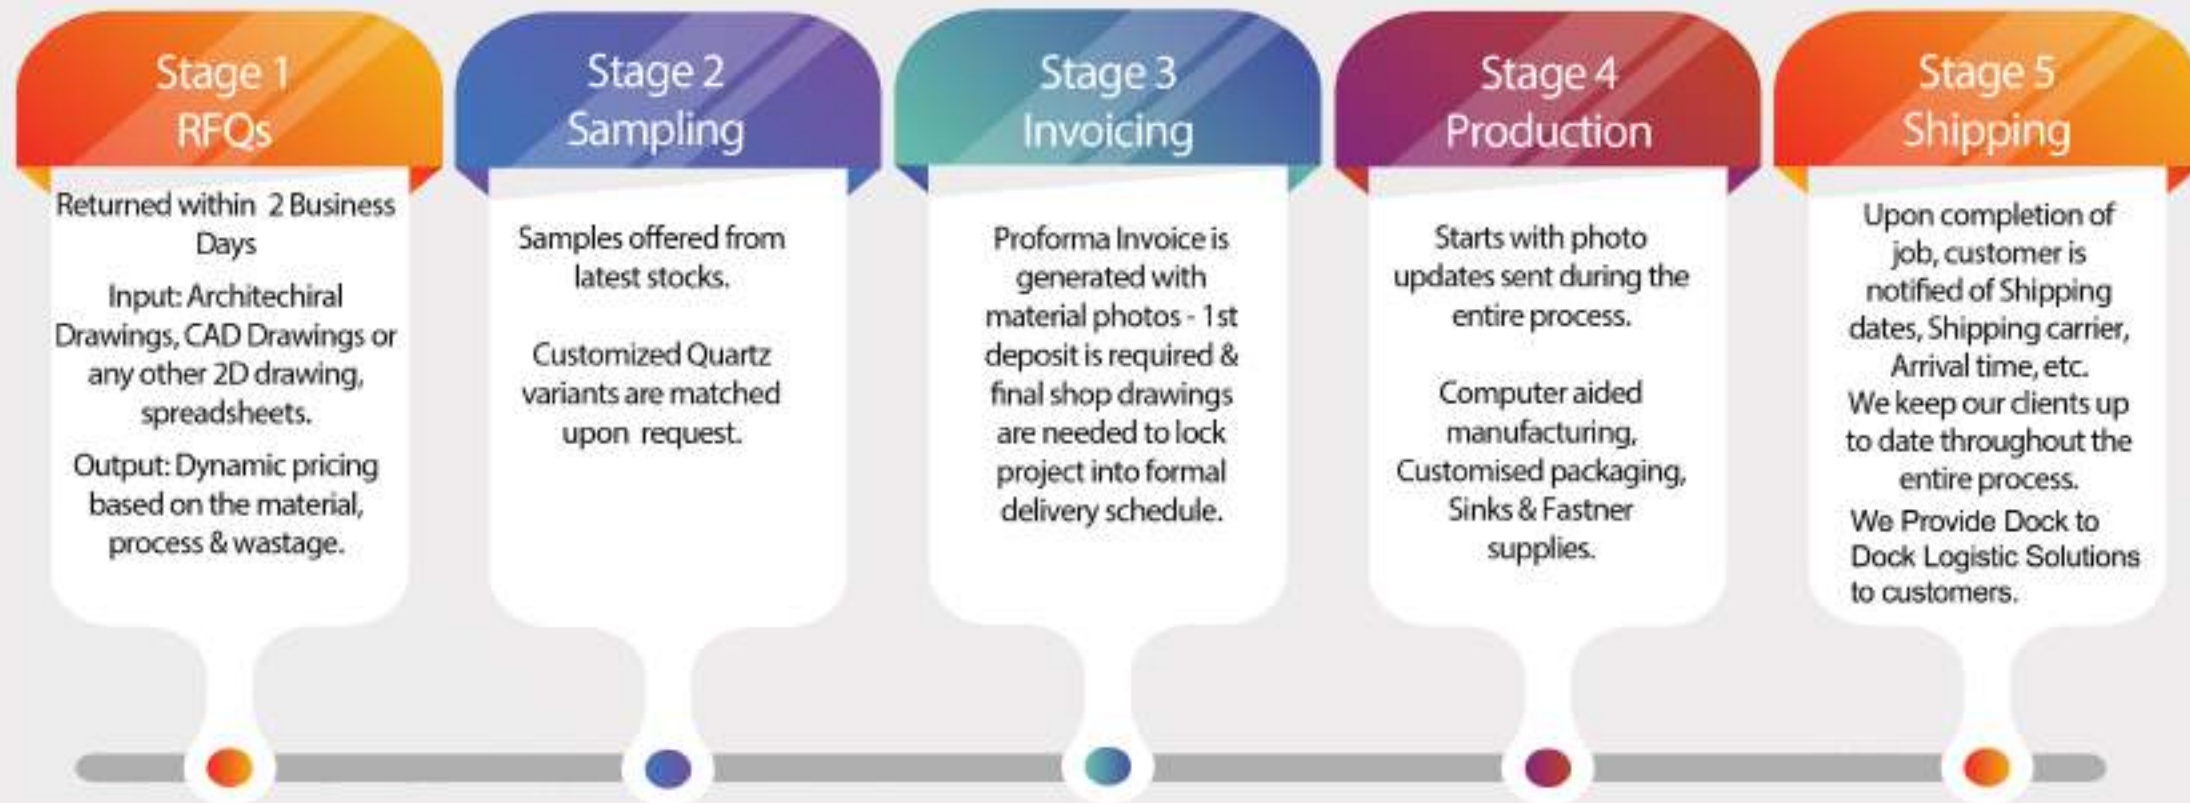 Stage 1
RFQs
Returned within 2 Business
Days
Input: Architechiral
Drawings, CAD Drawings or
any other 2D drawing,
spreadsheets.
Output: Dynamic pricing
based on the material,
process & wastage.
Stage 2
Sampling
Samples offered from
latest stocks.
Customized Quartz
variants are matched
upon request.
Stage 3
Invoicing
Proforma Invoice is
generated with
material photos - 1st
deposit is required &
final shop drawings
are needed to lock
project into formal
delivery schedule.
Stage 4
Production
Starts with photo
updates sent during the
entire process.
Computer aided
manufacturing,
Customised packaging,
Sinks & Fastner
supplies.
Stage 5
Shipping
Upon completion of
job, customer is
notified of Shipping
dates, Shipping carrier,
Arrival time, etc.
We keep our clients up
to date throughout the
entire process.
We Provide Dock to
Dock Logistic Solutions
to customers.